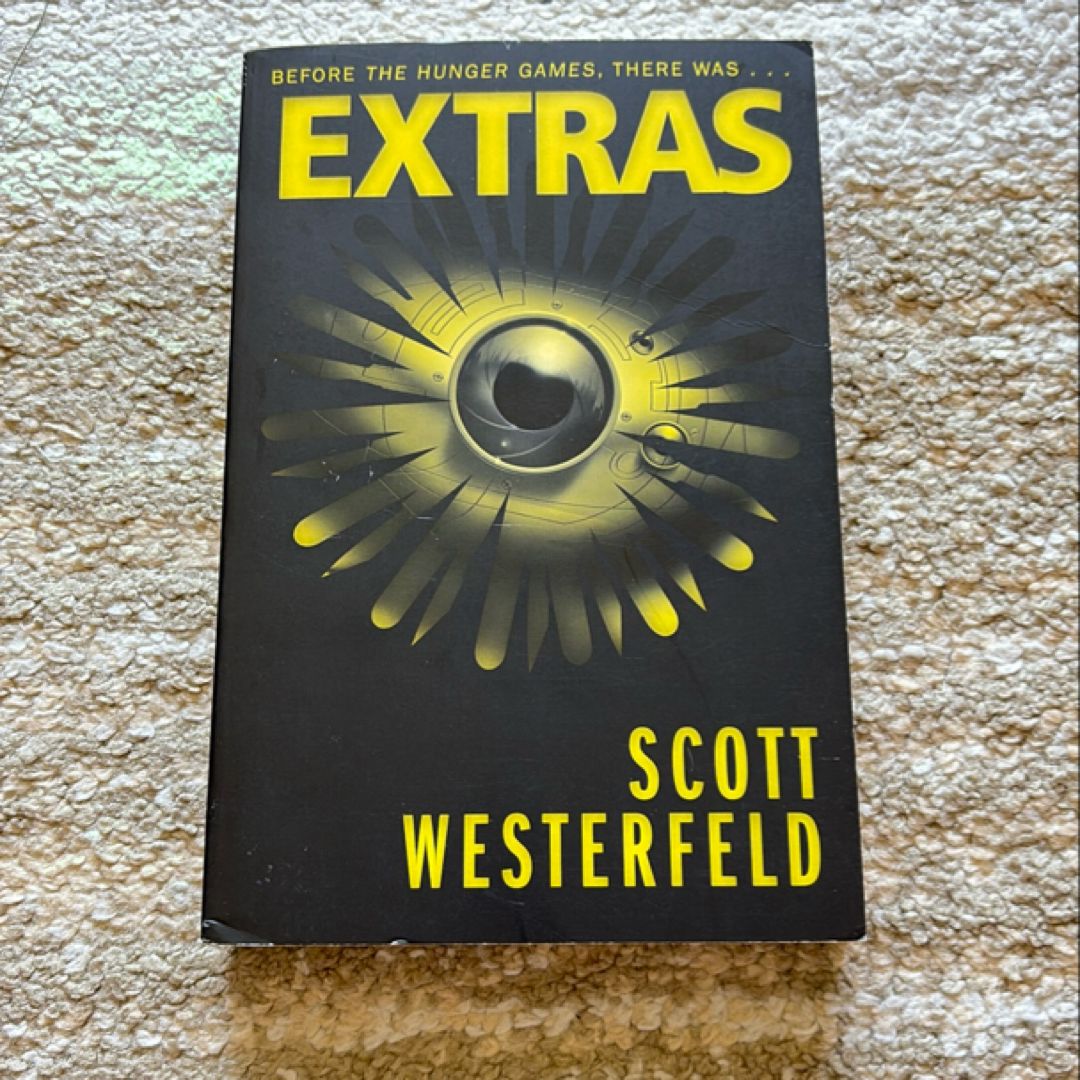 BEFORE THE HUNGER GAMES, THERE WAS . . .
EXTRAS
SCOTT
WESTERFELD